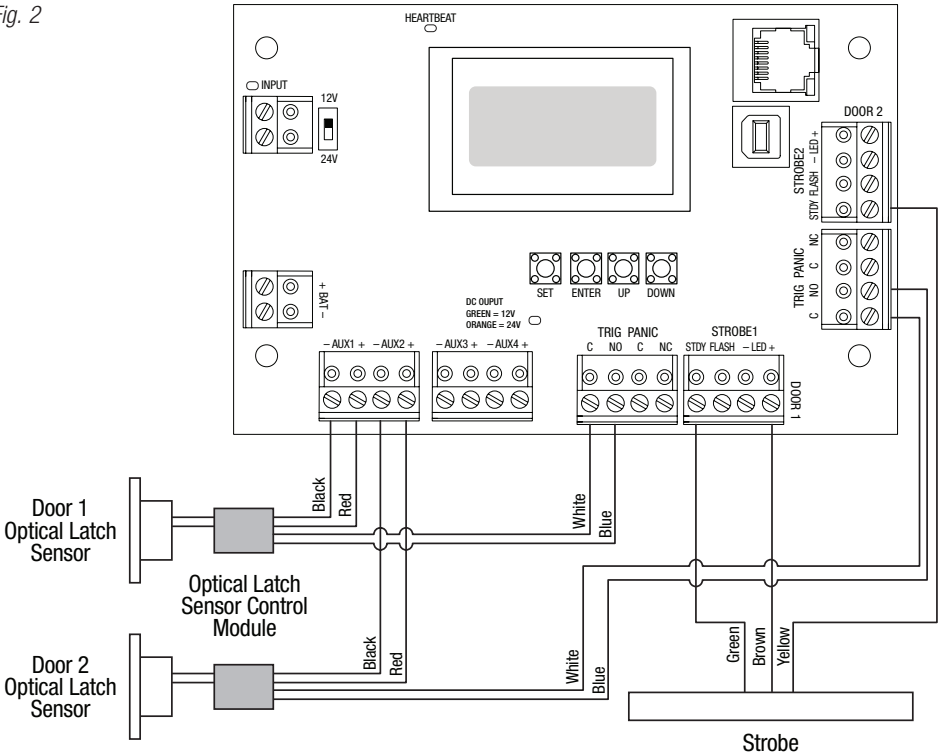 Fig. 2
HEARTBEAT
INPUT
12V
24V
DOOR 2
STROBE2
STDY FLASH – LED +
TRIG PANIC
C NO C NC
+ BAT –
SET ENTER UP DOWN
DC OUPUT
GREEN = 12V
ORANGE = 24V
– AUX1 + – AUX2 +
– AUX3 + – AUX4 +
TRIG PANIC
C NO C NC
STROBE1
STDY FLASH – LED +
DOOR 1
Black
Red
White
Blue
Door 1
Optical Latch
Sensor
Optical Latch
Sensor Control
Module
Black
Red
White
Blue
Green
Brown
Yellow
Door 2
Optical Latch
Sensor
Strobe